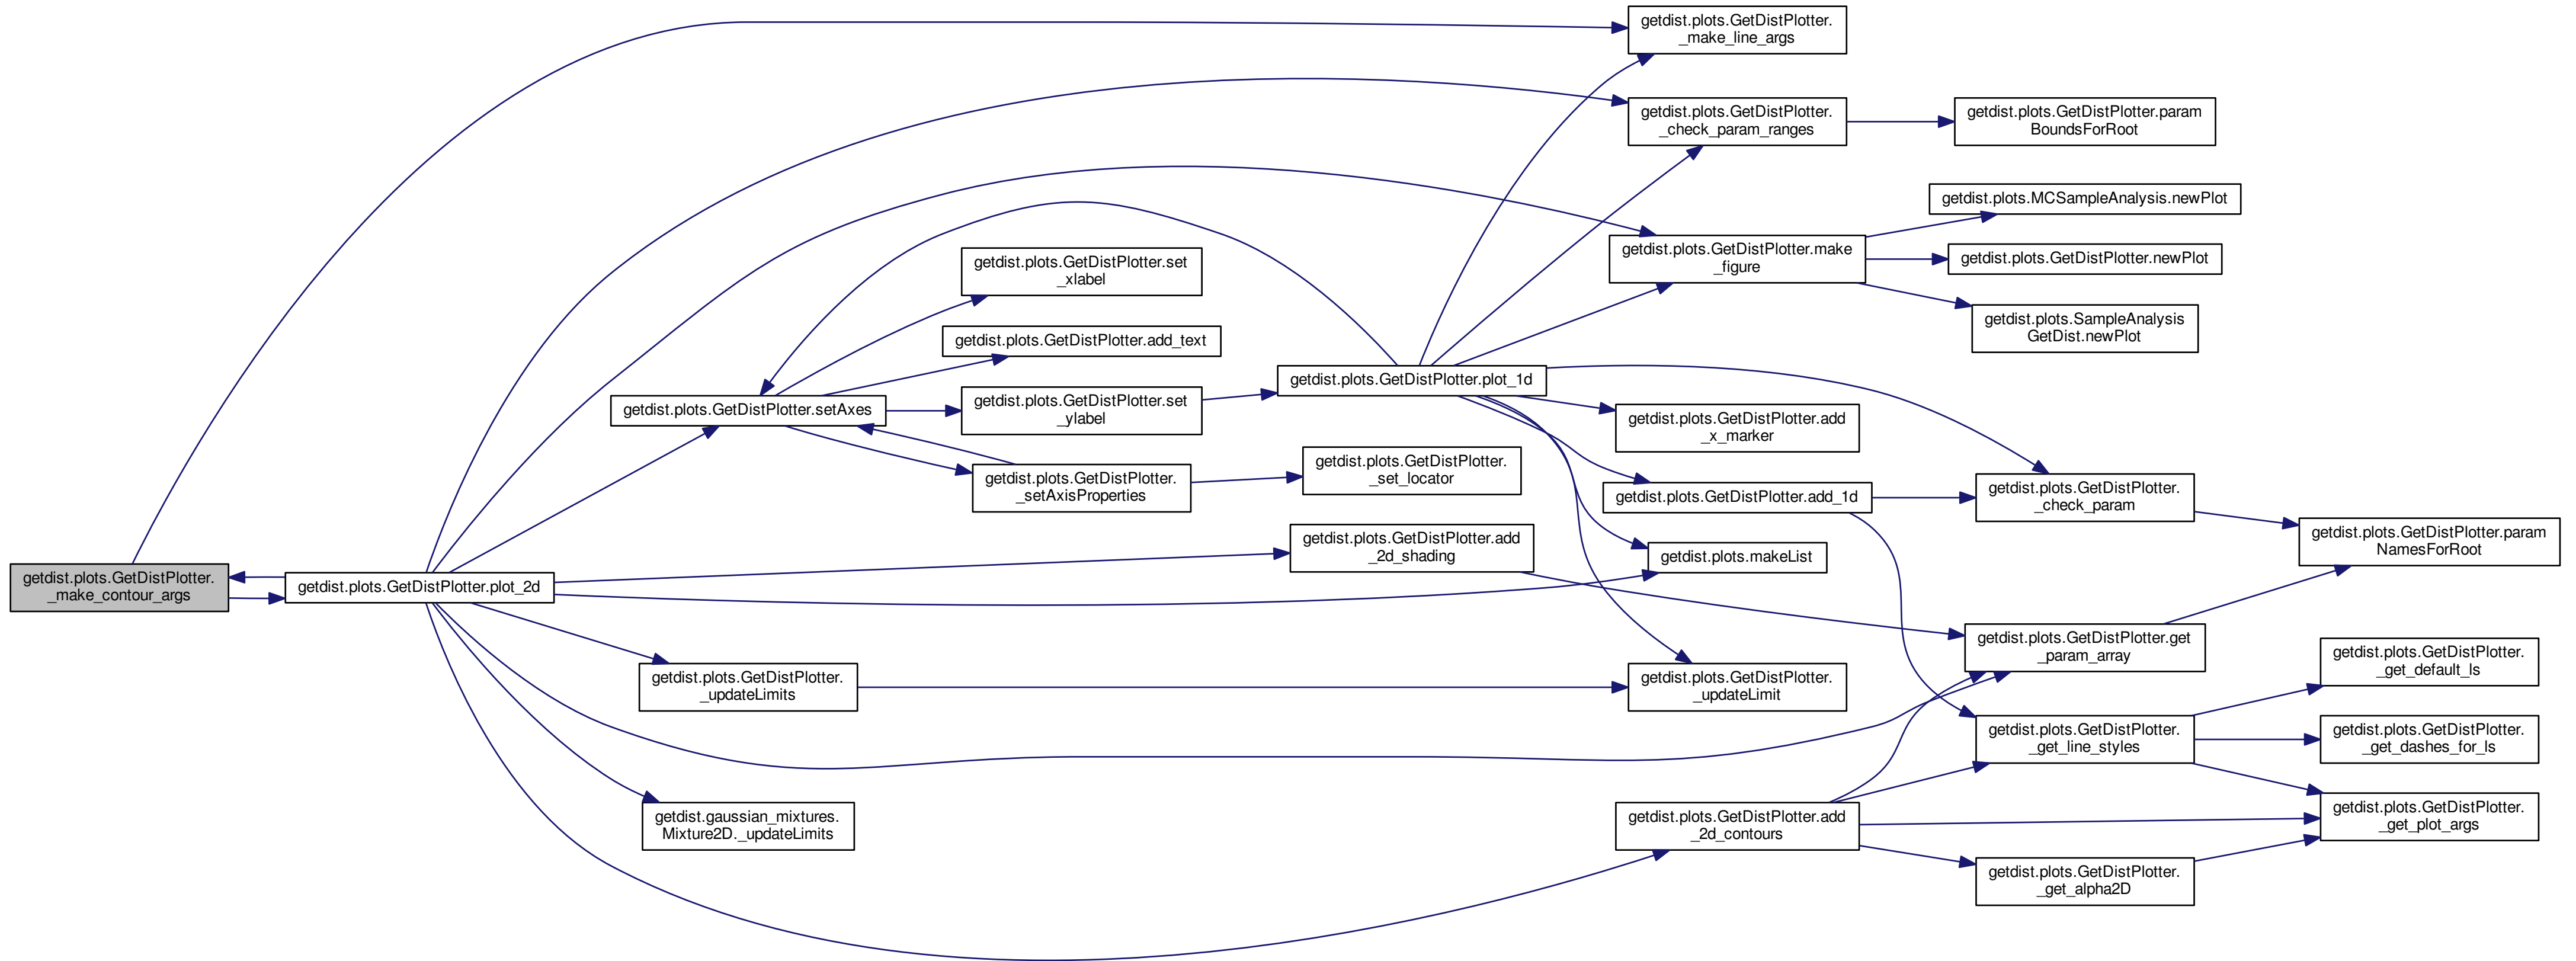 getdist.plots.GetDistPlotter.
_make_line_args
getdist.plots.GetDistPlotter.
_check_param_ranges
getdist.plots.GetDistPlotter.param
BoundsForRoot
getdist.plots.MCSampleAnalysis.newPlot
getdist.plots.GetDistPlotter.make
_figure
getdist.plots.GetDistPlotter.newPlot
getdist.plots.GetDistPlotter.set
_xlabel
getdist.plots.SampleAnalysis
GetDist.newPlot
getdist.plots.GetDistPlotter.add_text
getdist.plots.GetDistPlotter.plot_1d
getdist.plots.GetDistPlotter.setAxes
getdist.plots.GetDistPlotter.set
_ylabel
getdist.plots.GetDistPlotter.add
_x_marker
getdist.plots.GetDistPlotter.
_set_locator
getdist.plots.GetDistPlotter.
_setAxisProperties
getdist.plots.GetDistPlotter.add_1d
getdist.plots.GetDistPlotter.
_check_param
getdist.plots.GetDistPlotter.param
NamesForRoot
getdist.plots.GetDistPlotter.add
_2d_shading
getdist.plots.makeList
getdist.plots.GetDistPlotter.
_make_contour_args
getdist.plots.GetDistPlotter.plot_2d
getdist.plots.GetDistPlotter.get
_param_array
getdist.plots.GetDistPlotter.
_get_default_ls
getdist.plots.GetDistPlotter.
_updateLimits
getdist.plots.GetDistPlotter.
_updateLimit
getdist.plots.GetDistPlotter.
_get_line_styles
getdist.plots.GetDistPlotter.
_get_dashes_for_ls
getdist.gaussian_mixtures.
Mixture2D._updateLimits
getdist.plots.GetDistPlotter.add
_2d_contours
getdist.plots.GetDistPlotter.
_get_plot_args
getdist.plots.GetDistPlotter.
_get_alpha2D